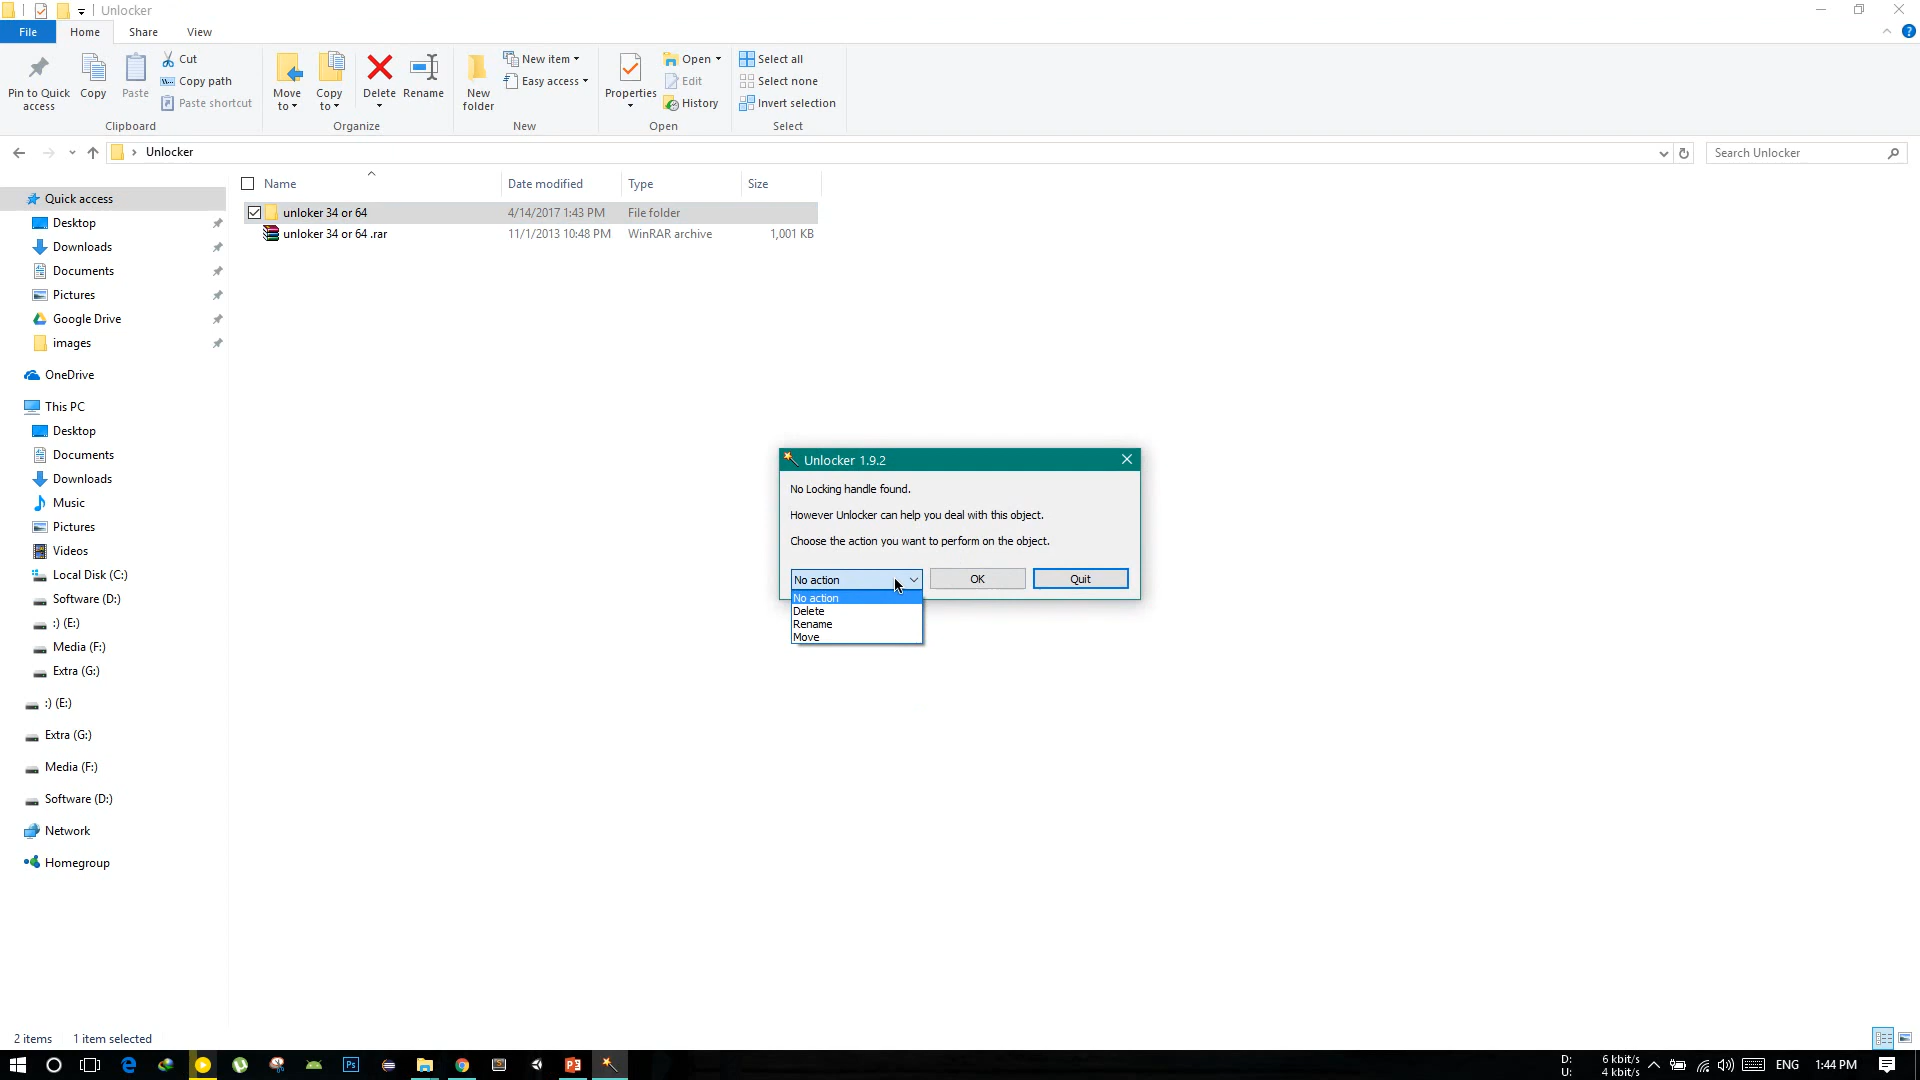 Unlocker
File Home Share View
Pin to Quick access
Copy
Paste
Cut
Copy path
Paste shortcut
Clipboard
Move to
Copy to
Delete
Rename
Organize
New folder
New item
Easy access
New
Properties
Open
Edit
History
Open
Select all
Select none
Invert selection
Select
Unlocker
Search Unlocker
Name Date modified Type Size
unloker 34 or 64 4/14/2017 1:43 PM File folder
unloker 34 or 64 .rar 11/1/2013 10:48 PM WinRAR archive 1,001 KB
Quick access
Desktop
Downloads
Documents
Pictures
Google Drive
images
OneDrive
This PC
Desktop
Documents
Downloads
Music
Pictures
Videos
Local Disk (C:)
Software (D:)
:) (E:)
Media (F:)
Extra (G:)
:) (E:)
Extra (G:)
Media (F:)
Software (D:)
Network
Homegroup
Unlocker 1.9.2
No Locking handle found.
However Unlocker can help you deal with this object.
Choose the action you want to perform on the object.
No action OK Quit
No action
Delete
Rename
Move
2 items 1 item selected
Ps
P3
D: 6 kbit/s
U: 4 kbit/s
ENG 1:44 PM